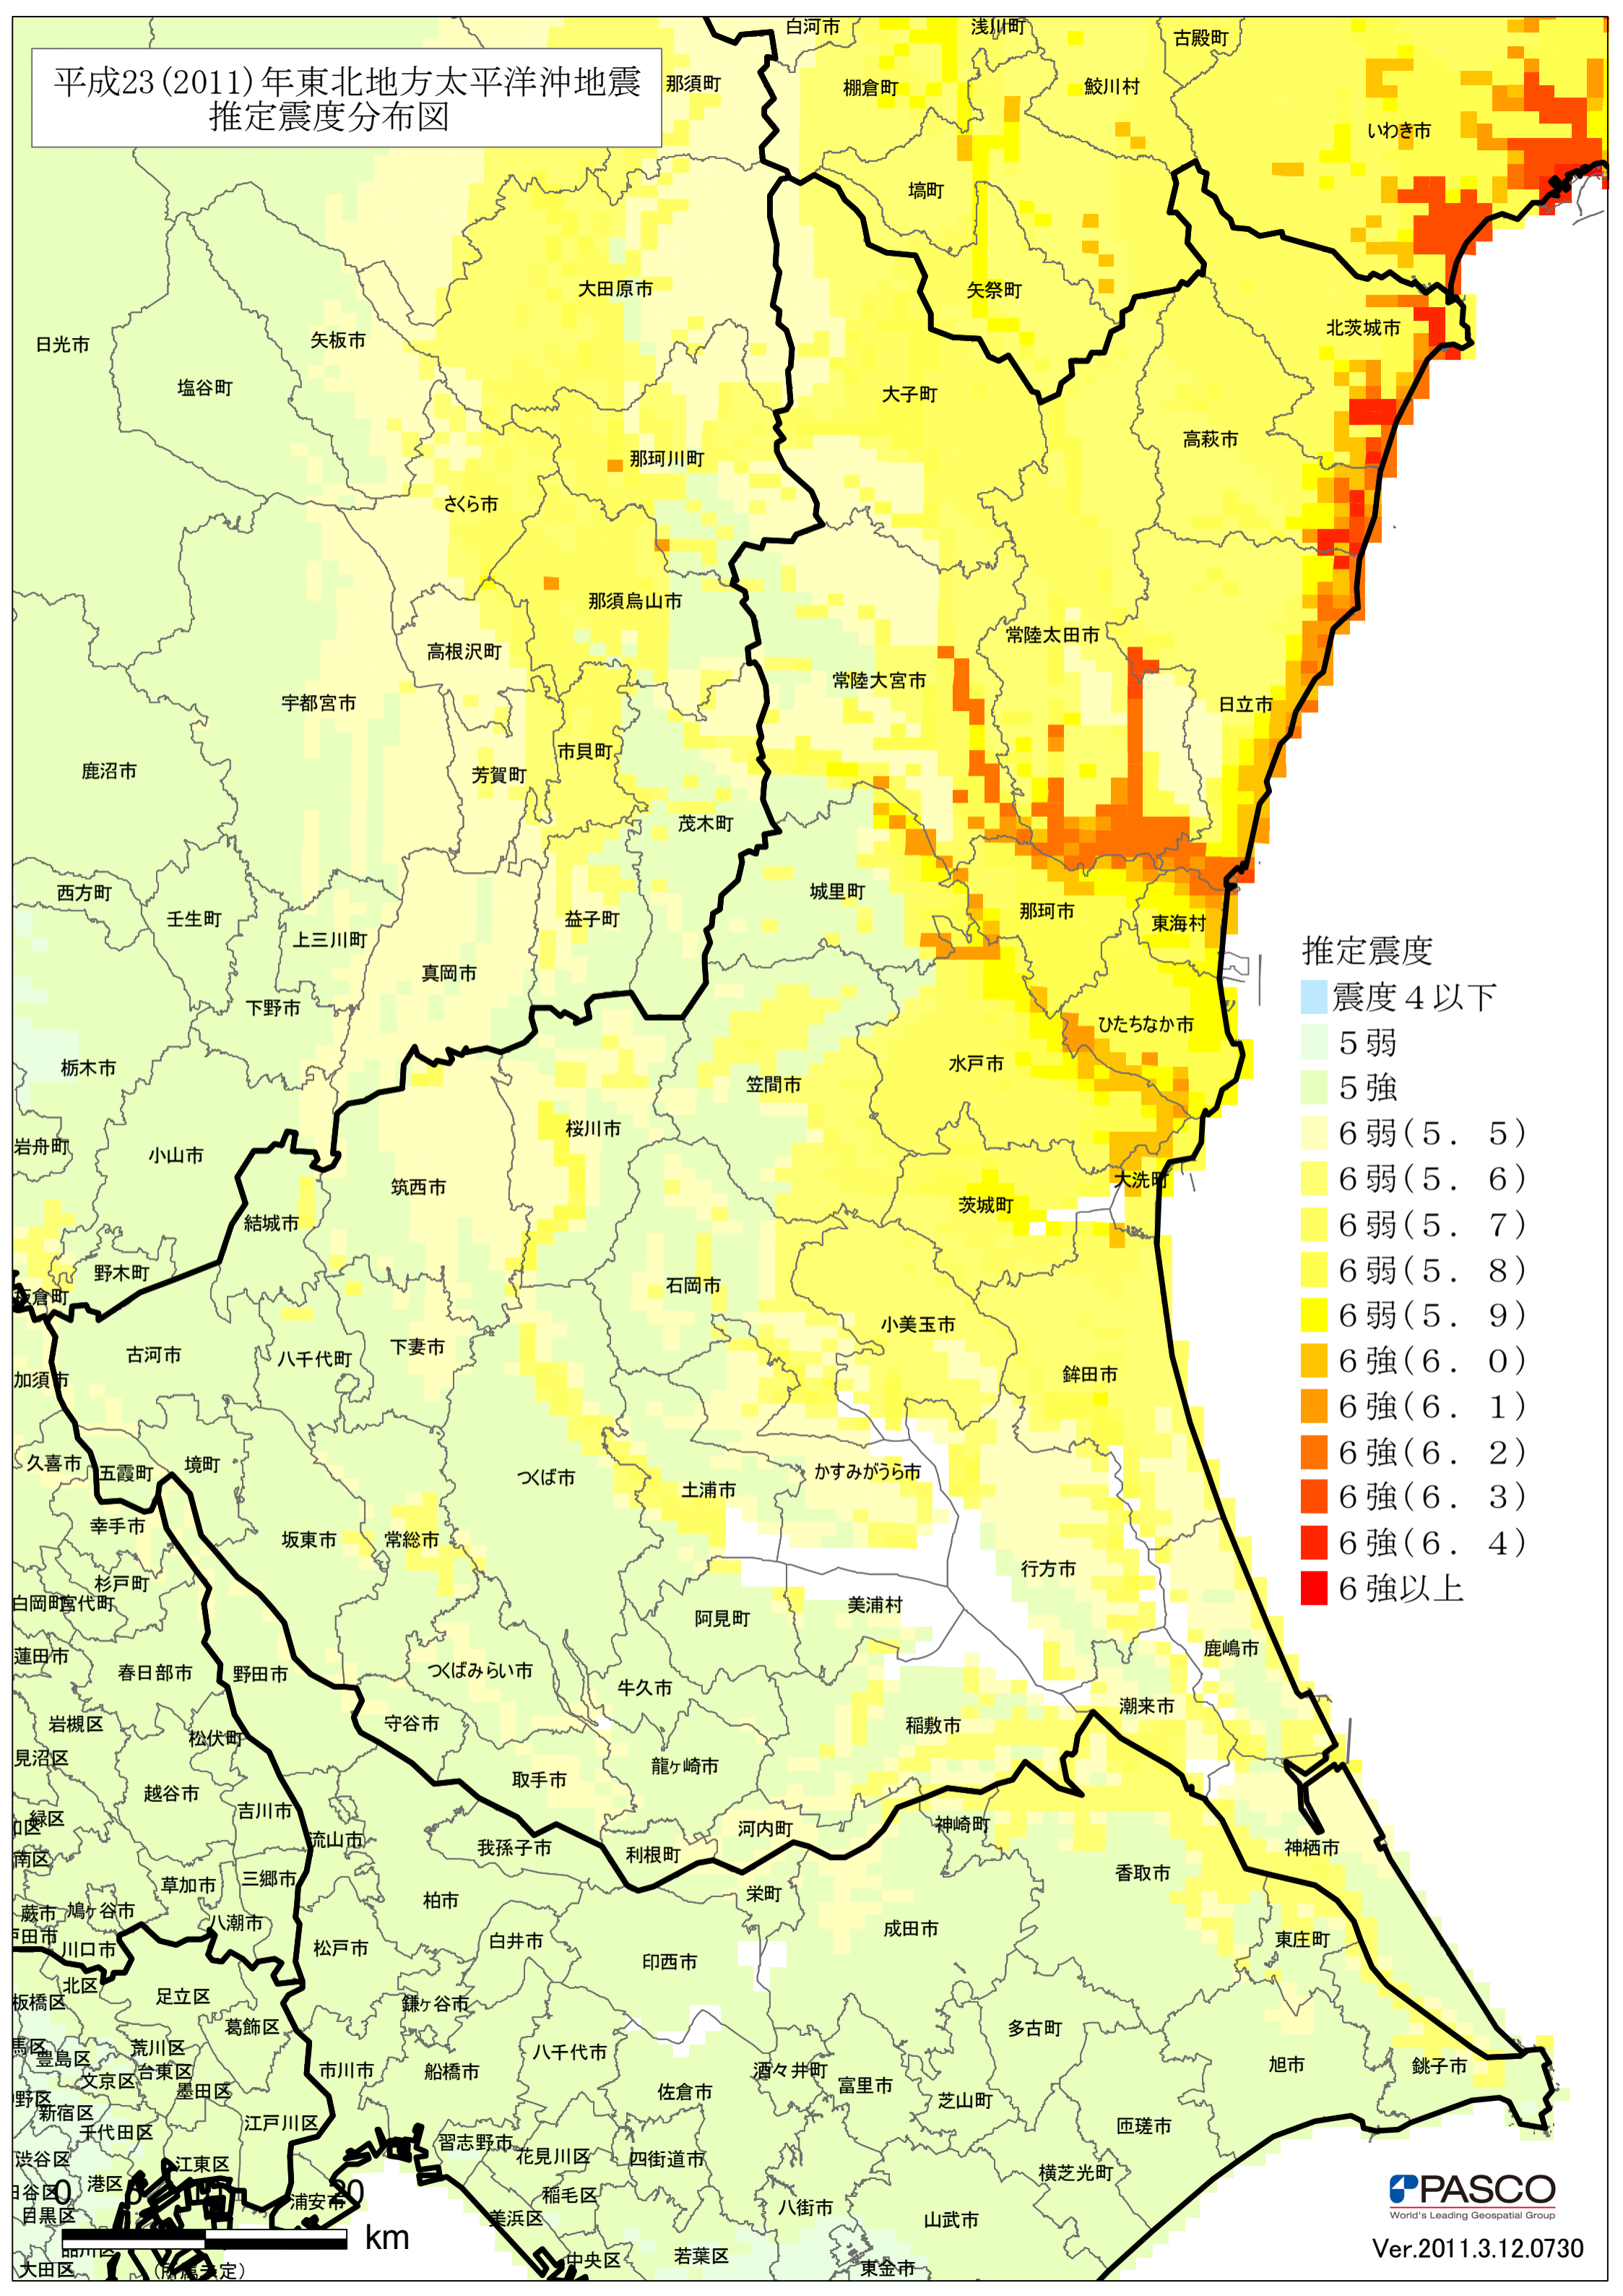 平成23(2011)年東北地方太平洋沖地震
推定震度分布図
白河市
浅川町
古殿町
那須町
棚倉町
鮫川村
いわき市
塙町
大田原市
矢祭町
北茨城市
日光市
矢板市
塩谷町
大子町
高萩市
那珂川町
さくら市
那須烏山市
常陸太田市
高根沢町
常陸大宮市
宇都宮市
日立市
市貝町
鹿沼市
芳賀町
茂木町
西方町
城里町
壬生町
益子町
那珂市
東海村
上三川町
真岡市
下野市
ひたちなか市
栃木市
水戸市
笠間市
桜川市
岩舟町
小山市
大洗町
筑西市
茨城町
結城市
野木町
石岡市
板倉町
小美玉市
古河市
八千代町
下妻市
鉾田市
加須市
久喜市
五霞町
境町
つくば市
かすみがうら市
土浦市
幸手市
坂東市
常総市
行方市
杉戸町
白岡町
宮代町
阿見町
美浦村
蓮田市
春日部市
野田市
つくばみらい市
鹿嶋市
牛久市
潮来市
岩槻区
松伏町
守谷市
稲敷市
見沼区
龍ヶ崎市
越谷市
取手市
吉川市
緑区
河内町
神崎町
流山市
我孫子市
利根町
神栖市
南区
三郷市
香取市
草加市
柏市
栄町
蕨市
鳩ヶ谷市
八潮市
成田市
戸田市
川口市
松戸市
白井市
印西市
東庄町
北区
足立区
板橋区
鎌ヶ谷市
葛飾区
多古町
荒川区
豊島区
台東区
文京区
墨田区
市川市
船橋市
八千代市
酒々井町
富里市
旭市
銚子市
佐倉市
芝山町
新宿区
千代田区
江戸川区
匝瑳市
習志野市
花見川区
四街道市
渋谷区
江東区
横芝光町
港区
浦安市
稲毛区
八街市
目黒区
美浜区
山武市
品川区
中央区
若葉区
東金市
大田区
(所属未定)
推定震度
震度４以下
５弱
５強
６弱(５．５)
６弱(５．６)
６弱(５．７)
６弱(５．８)
６弱(５．９)
６強(６．０)
６強(６．１)
６強(６．２)
６強(６．３)
６強(６．４)
６強以上
0
20
km
PASCO
World's Leading Geospatial Group
Ver.2011.3.12.0730